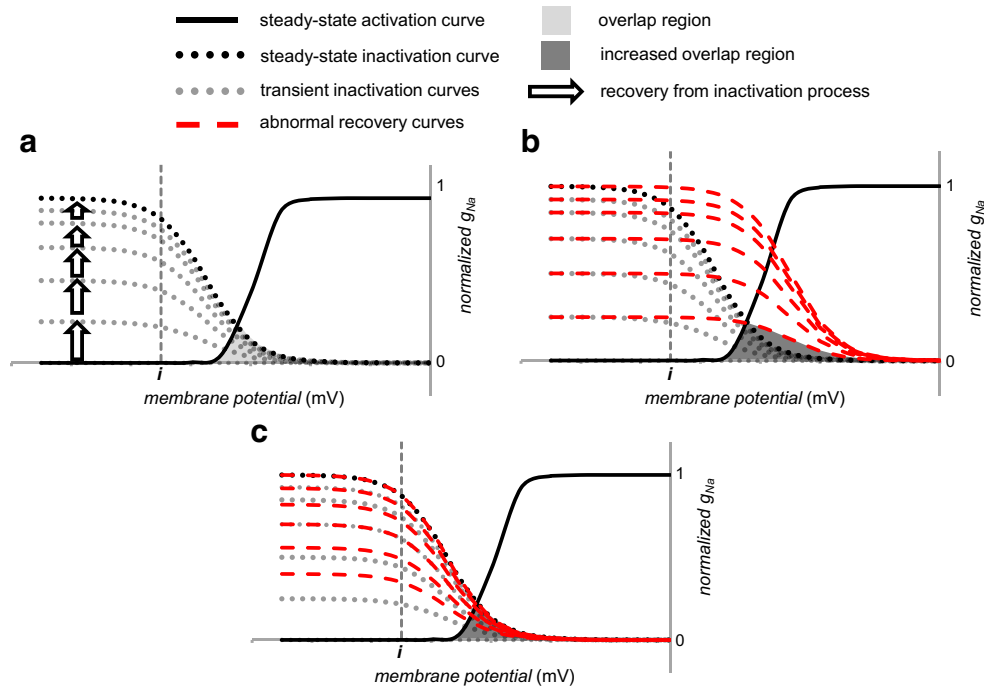 steady-state activation curve
steady-state inactivation curve
transient inactivation curves
abnormal recovery curves
overlap region
increased overlap region
recovery from inactivation process
a
1
normalized gNa
0
i
membrane potential (mV)
b
1
normalized gNa
0
i
membrane potential (mV)
c
1
normalized gNa
0
i
membrane potential (mV)